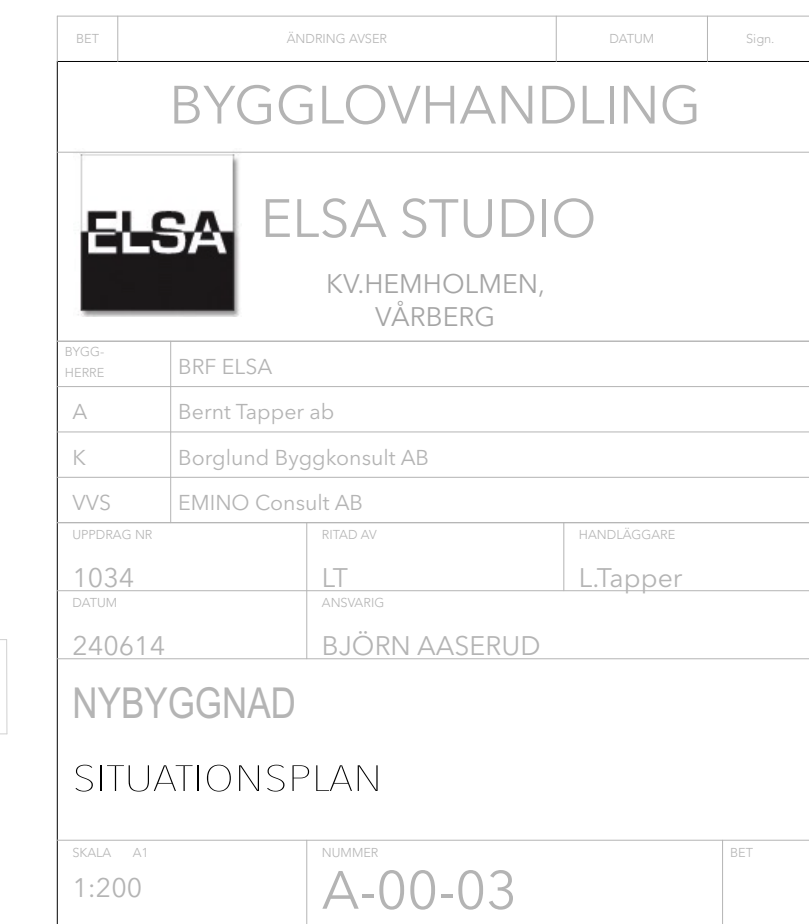 BET ÄNDRING AVSER DATUM Sign.
BYGGLOVHANDLING
ELSA
ELSA STUDIO
KV.HEMHOLMEN,
VÅRBERG
BYGG-
HERRE
BRF ELSA
A Bernt Tapper ab
K Borglund Byggkonsult AB
VVS EMINO Consult AB
UPPDRAG NR RITAD AV HANDLÄGGARE
1034 LT L.Tapper
DATUM ANSVARIG
240614 BJÖRN AASERUD
NYBYGGNAD
SITUATIONSPLAN
SKALA A1 NUMMER BET
1:200 A-00-03